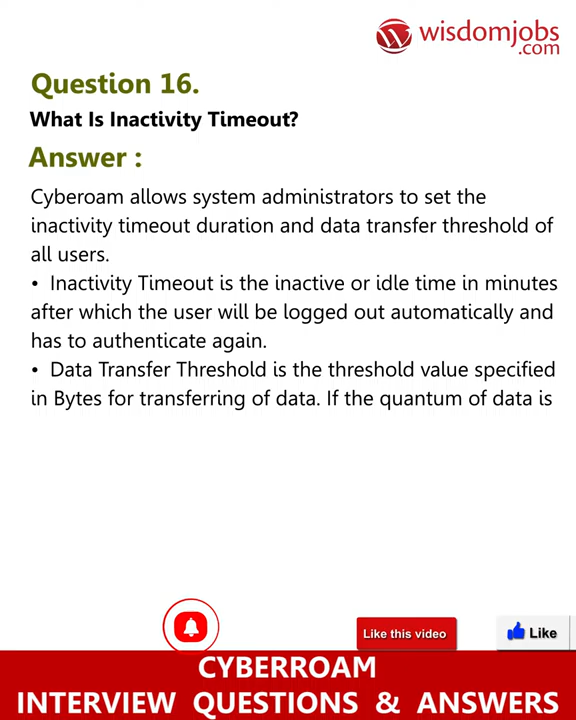 wisdomjobs
.com
Question 16.
What Is Inactivity Timeout?
Answer :
Cyberoam allows system administrators to set the
inactivity timeout duration and data transfer threshold of
all users.
• Inactivity Timeout is the inactive or idle time in minutes
after which the user will be logged out automatically and
has to authenticate again.
• Data Transfer Threshold is the threshold value specified
in Bytes for transferring of data. If the quantum of data is
Like this video
Like
CYBERROAM
INTERVIEW QUESTIONS & ANSWERS